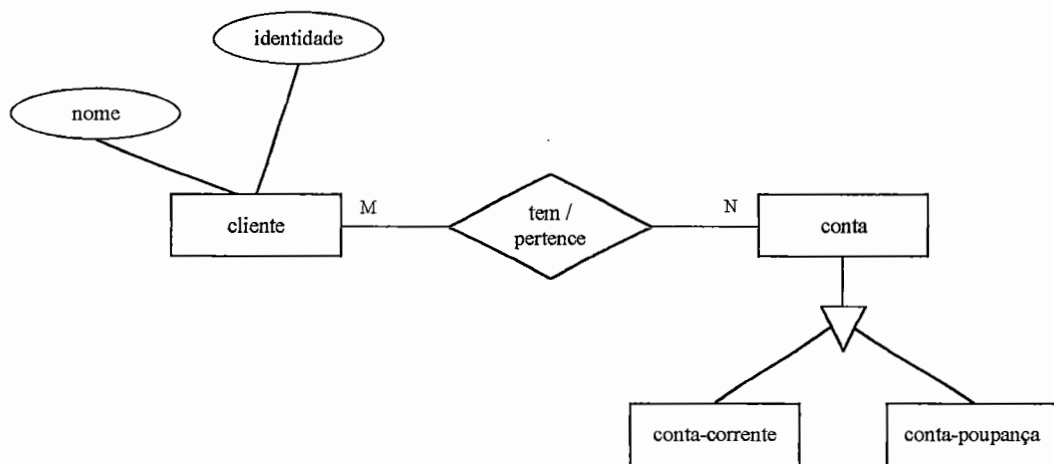 identidade
nome
cliente
M
tem /
pertence
N
conta
conta-corrente
conta-poupança